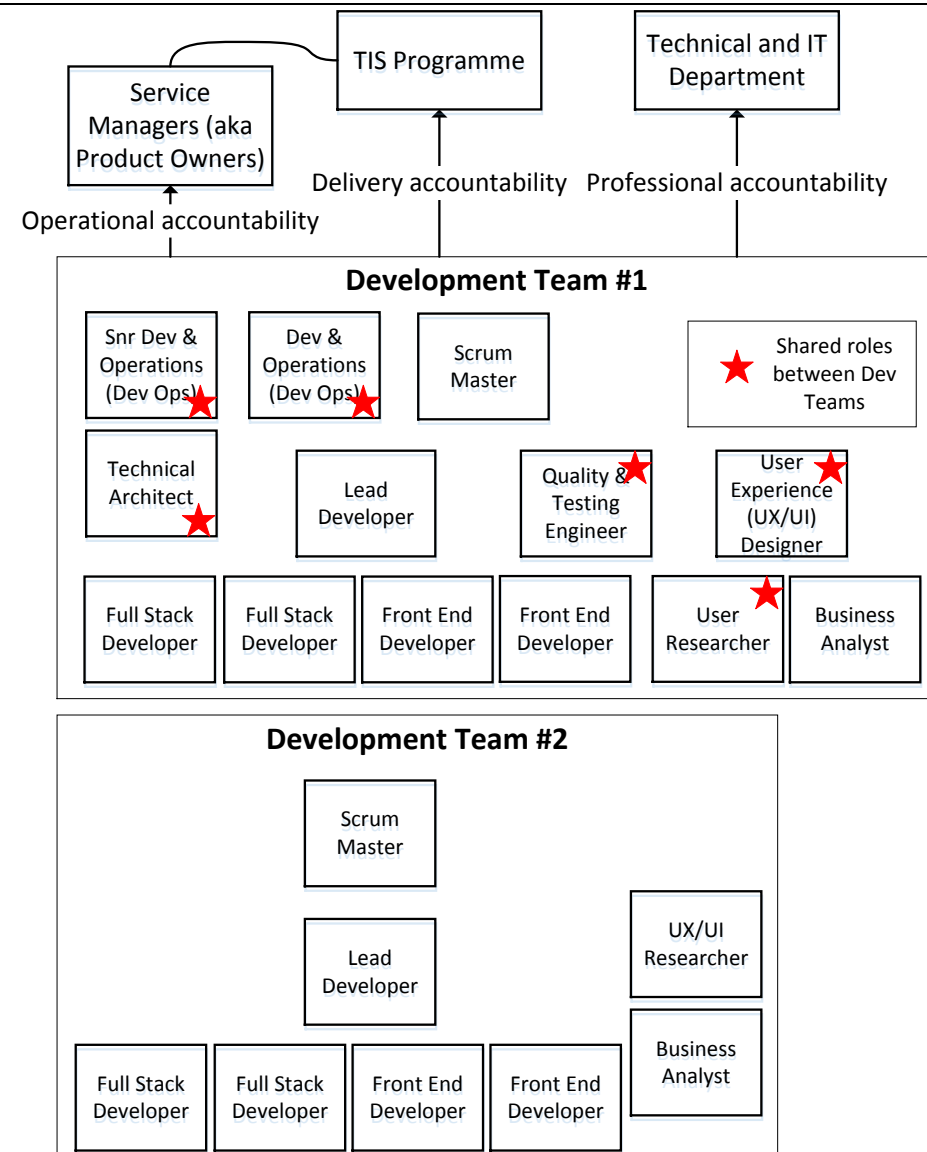 TIS Programme
Technical and IT
Department
Service
Managers (aka
Product Owners)
Delivery accountability
Professional accountability
Operational accountability
Development Team #1
Snr Dev &
Operations
(Dev Ops)
Dev &
Operations
(Dev Ops)
Scrum
Master
Shared roles
between Dev
Teams
Technical
Architect
Lead
Developer
Quality &
Testing
Engineer
User
Experience
(UX/UI)
Designer
Full Stack
Developer
Full Stack
Developer
Front End
Developer
Front End
Developer
User
Researcher
Business
Analyst
Development Team #2
Scrum
Master
Lead
Developer
UX/UI
Researcher
Business
Analyst
Full Stack
Developer
Full Stack
Developer
Front End
Developer
Front End
Developer